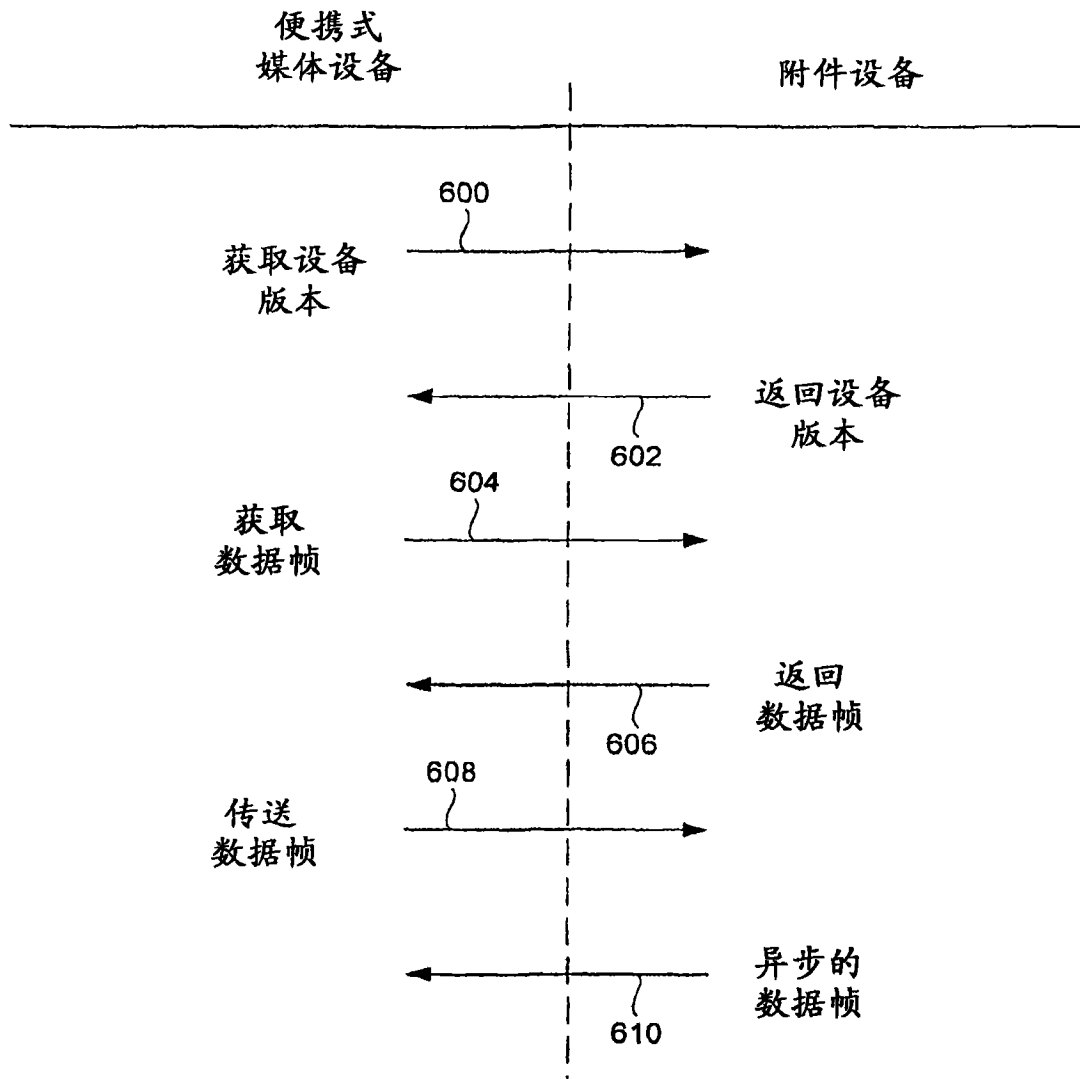 便携式
媒体设备
附件设备
600
获取设备
版本
返回设备
版本
602
604
获取
数据帧
返回
数据帧
606
608
传送
数据帧
异步的
数据帧
610